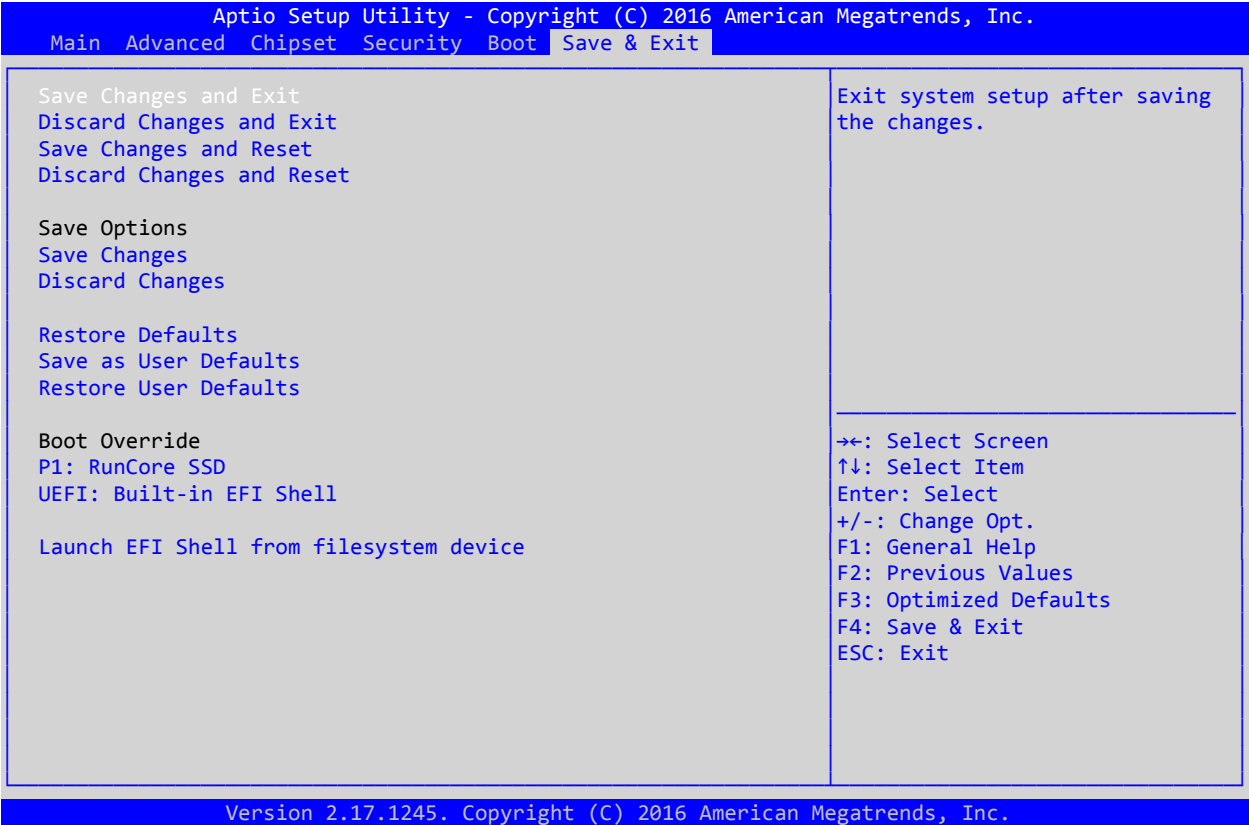 Aptio Setup Utility - Copyright (C) 2016 American Megatrends, Inc.
Main Advanced Chipset Security Boot Save & Exit
Save Changes and Exit
Discard Changes and Exit
Save Changes and Reset
Discard Changes and Reset
Save Options
Save Changes
Discard Changes
Restore Defaults
Save as User Defaults
Restore User Defaults
Boot Override
P1: RunCore SSD
UEFI: Built-in EFI Shell
Launch EFI Shell from filesystem device
Exit system setup after saving
the changes.
→←: Select Screen
↑↓: Select Item
Enter: Select
+/-: Change Opt.
F1: General Help
F2: Previous Values
F3: Optimized Defaults
F4: Save & Exit
ESC: Exit
Version 2.17.1245. Copyright (C) 2016 American Megatrends, Inc.